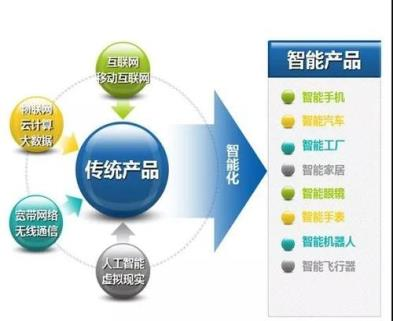 互联网
移动互联网
物联网
云计算
大数据
传统产品
宽带网络
无线通信
人工智能
虚拟现实
智能化
智能产品
智能手机
智能汽车
智能工厂
智能家居
智能眼镜
智能手表
智能机器人
智能飞行器